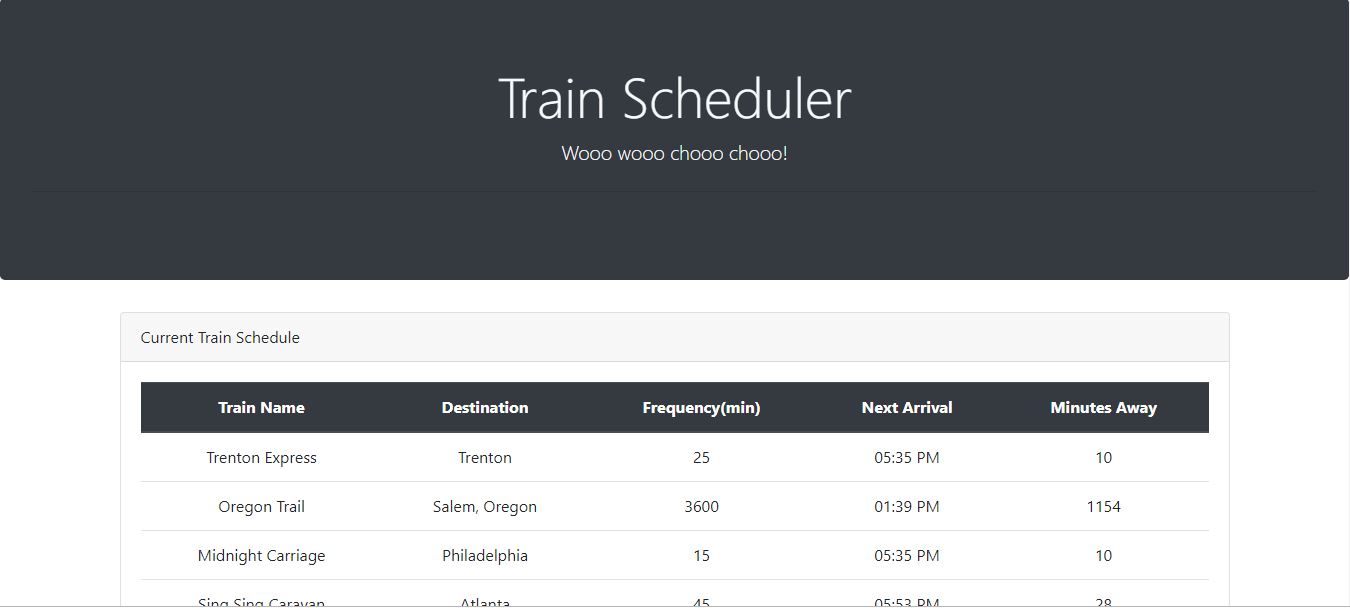 Train Scheduler
Wooo wooo chooo chooo!
Current Train Schedule
Train Name Destination Frequency(min) Next Arrival Minutes Away
Trenton Express Trenton 25 05:35 PM 10
Oregon Trail Salem, Oregon 3600 01:39 PM 1154
Midnight Carriage Philadelphia 15 05:35 PM 10
Sing Sing Caravan Atlanta 45 05:53 PM 28